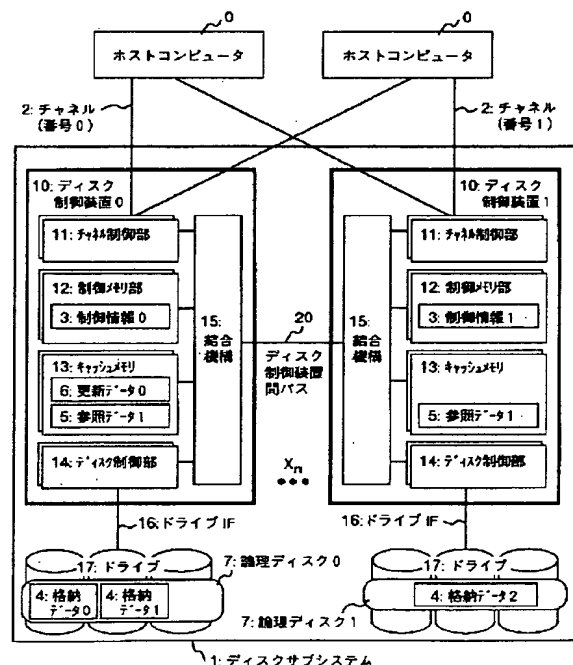 0
0
ホストコンピュータ
ホストコンピュータ
2: チャネル
(番号0)
2: チャネル
(番号1)
10: ディスク
制御装置0
11: チャネル制御部
12: 制御メモリ部
3: 制御情報0
13: キャッシュメモリ
6: 更新データ0
5: 参照データ1
14: ディスク制御部
15:
結合
機構
20
ディスク
制御装置
間パス
Xn
•••
10: ディスク
制御装置1
15:
結合
機構
11: チャネル制御部
12: 制御メモリ部
3: 制御情報1
13: キャッシュメモリ
5: 参照データ1
14: ディスク制御部
16: ドライブIF
16: ドライブIF
17: ドライブ
4: 格納
データ0
4: 格納
データ1
7: 論理ディスク0
17: ドライブ
4: 格納データ2
7: 論理ディスク1
1: ディスクサブシステム